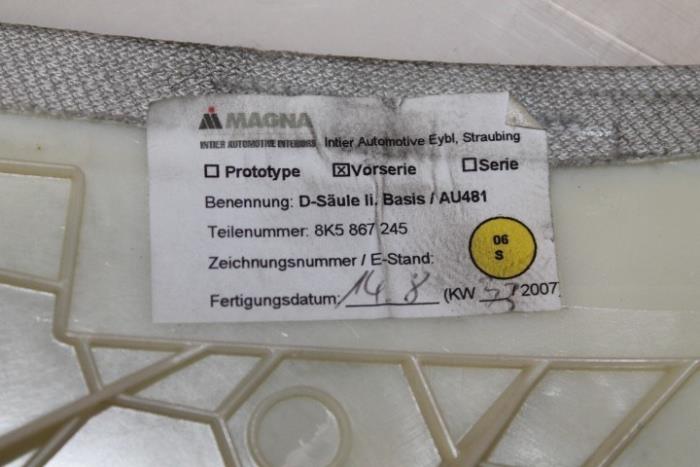 MAGNA
INTIER AUTOMOTIVE INTERIORS Intier Automotive Eybl, Straubing
☐ Prototype ☒Vorserie ☐Serie
Benennung: D-Säule li. Basis / AU481
Teilenummer: 8K5 867 245
06
S
Zeichnungsnummer / E-Stand:
Fertigungsdatum: 14.8 (KW / 2007